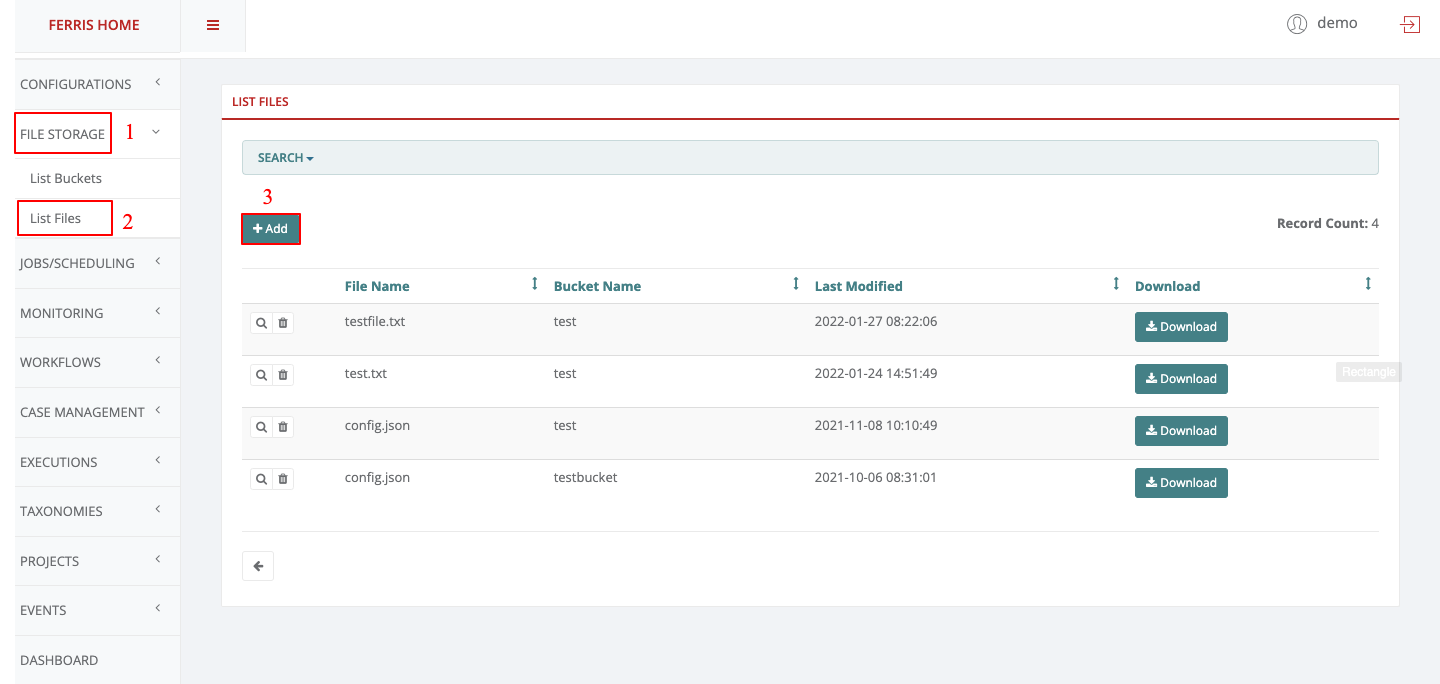 FERRIS HOME
demo
CONFIGURATIONS
FILE STORAGE 1
List Buckets
List Files 2
JOBS/SCHEDULING
MONITORING
WORKFLOWS
CASE MANAGEMENT
EXECUTIONS
TAXONOMIES
PROJECTS
EVENTS
DASHBOARD
LIST FILES
SEARCH
3
Add
Record Count: 4
File Name Bucket Name Last Modified Download
testfile.txt test 2022-01-27 08:22:06 Download
test.txt test 2022-01-24 14:51:49 Download
Rectangle
config.json test 2021-11-08 10:10:49 Download
config.json testbucket 2021-10-06 08:31:01 Download